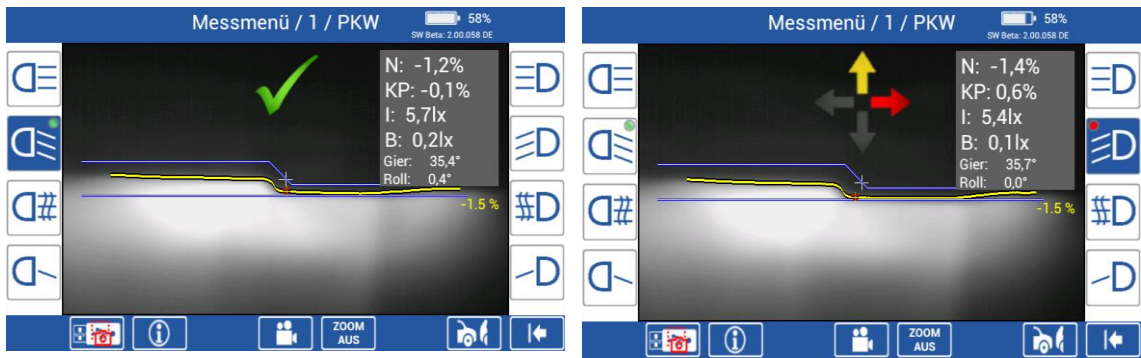 Messmenü / 1 / PKW
58%
SW Beta: 2.00.058 DE
N: -1,2%
KP: -0,1%
I: 5,7lx
B: 0,2lx
Gier: 35,4°
Roll: 0,4°
-1.5 %
ZOOM
AUS
Messmenü / 1 / PKW
58%
SW Beta: 2.00.058 DE
N: -1,4%
KP: 0,6%
I: 5,4lx
B: 0,1lx
Gier: 35,7°
Roll: 0,0°
-1.5 %
ZOOM
AUS